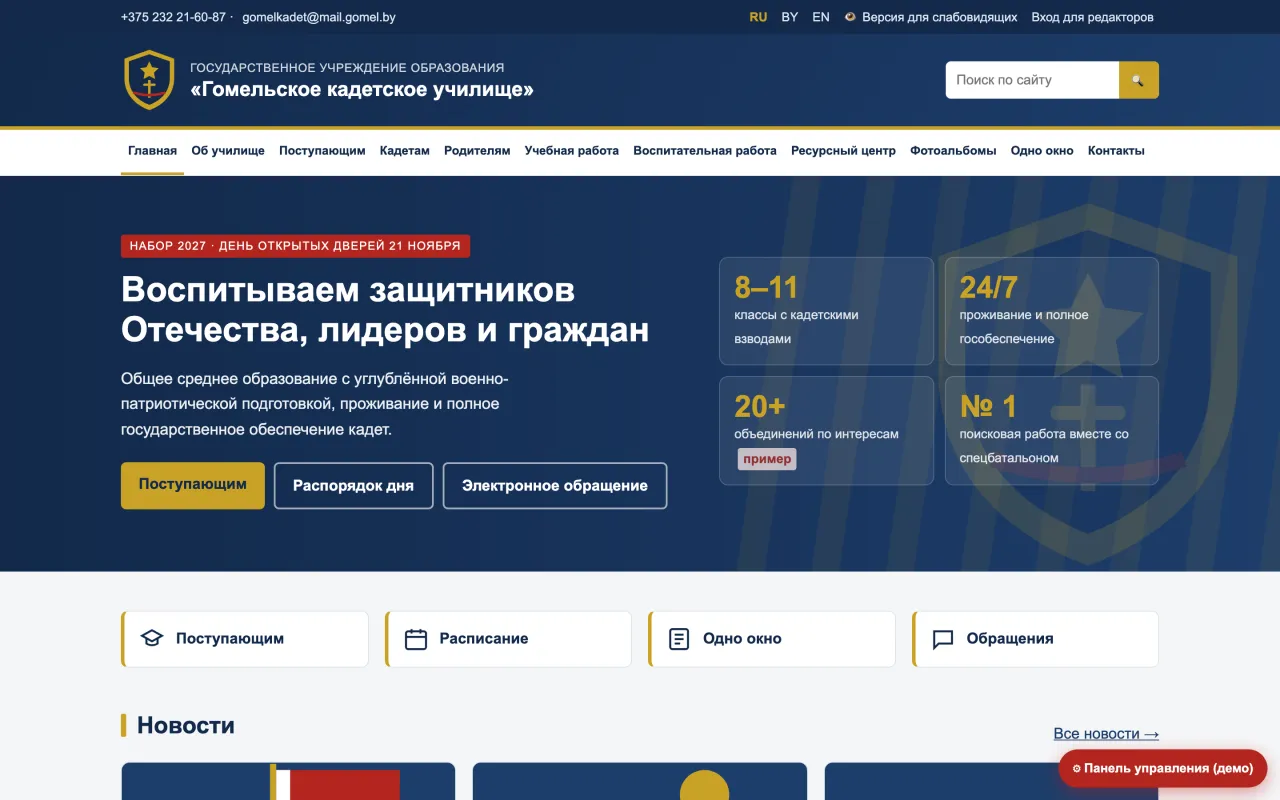 +375 232 21-60-87 · gomelkadet@mail.gomel.by
RU BY EN Версия для слабовидящих Вход для редакторов
ГОСУДАРСТВЕННОЕ УЧРЕЖДЕНИЕ ОБРАЗОВАНИЯ
«Гомельское кадетское училище»
Поиск по сайту
Главная Об училище Поступающим Кадетам Родителям Учебная работа Воспитательная работа Ресурсный центр Фотоальбомы Одно окно Контакты
НАБОР 2027 · ДЕНЬ ОТКРЫТЫХ ДВЕРЕЙ 21 НОЯБРЯ
Воспитываем защитников
Отечества, лидеров и граждан
Общее среднее образование с углублённой военно-
патриотической подготовкой, проживание и полное
государственное обеспечение кадет.
Поступающим Распорядок дня Электронное обращение
8–11
классы с кадетскими
взводами
24/7
проживание и полное
гособеспечение
20+
объединений по интересам
пример
№ 1
поисковая работа вместе со
спецбатальоном
Поступающим Расписание Одно окно Обращения
Новости
Все новости →
Панель управления (демо)